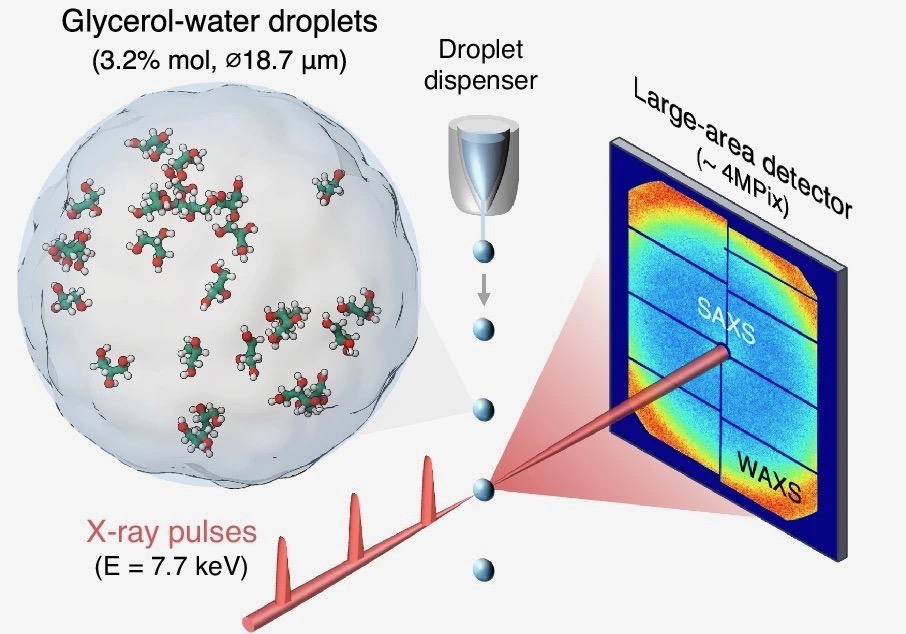 Glycerol-water droplets
(3.2% mol, ⌀18.7 µm)
Droplet
dispenser
Large-area detector
(~ 4MPix)
SAXS
WAXS
X-ray pulses
(E = 7.7 keV)